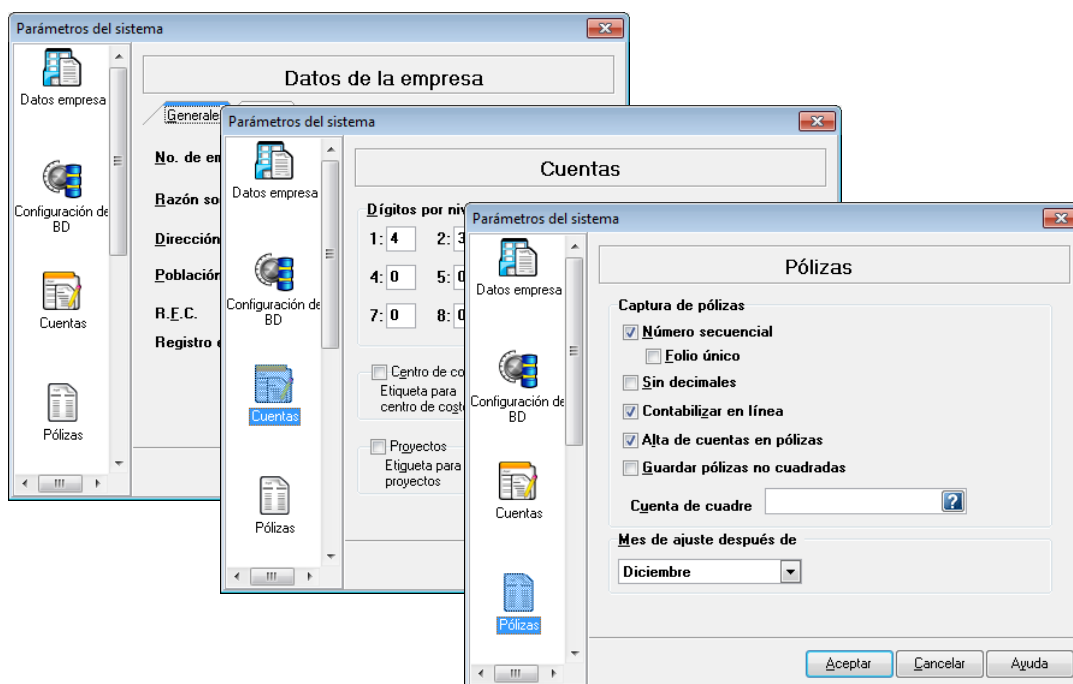 Parámetros del sistema
Datos empresa
Configuración de
BD
Cuentas
Pólizas
Datos de la empresa
Generale
No. de em
Razón so
Dirección
Población
R.F.C.
Registro
Parámetros del sistema
Datos empresa
Configuración de
BD
Cuentas
Pólizas
Cuentas
Dígitos por niv
1: 4 2: 3
4: 0 5: 0
7: 0 8: 0
Centro de co
Etiqueta para
centro de costo
Proyectos
Etiqueta para
proyectos
Parámetros del sistema
Datos empresa
Configuración de
BD
Cuentas
Pólizas
Pólizas
Captura de pólizas
Número secuencial
Folio único
Sin decimales
Contabilizar en línea
Alta de cuentas en pólizas
Guardar pólizas no cuadradas
Cuenta de cuadre ?
Mes de ajuste después de
Diciembre
Aceptar Cancelar Ayuda